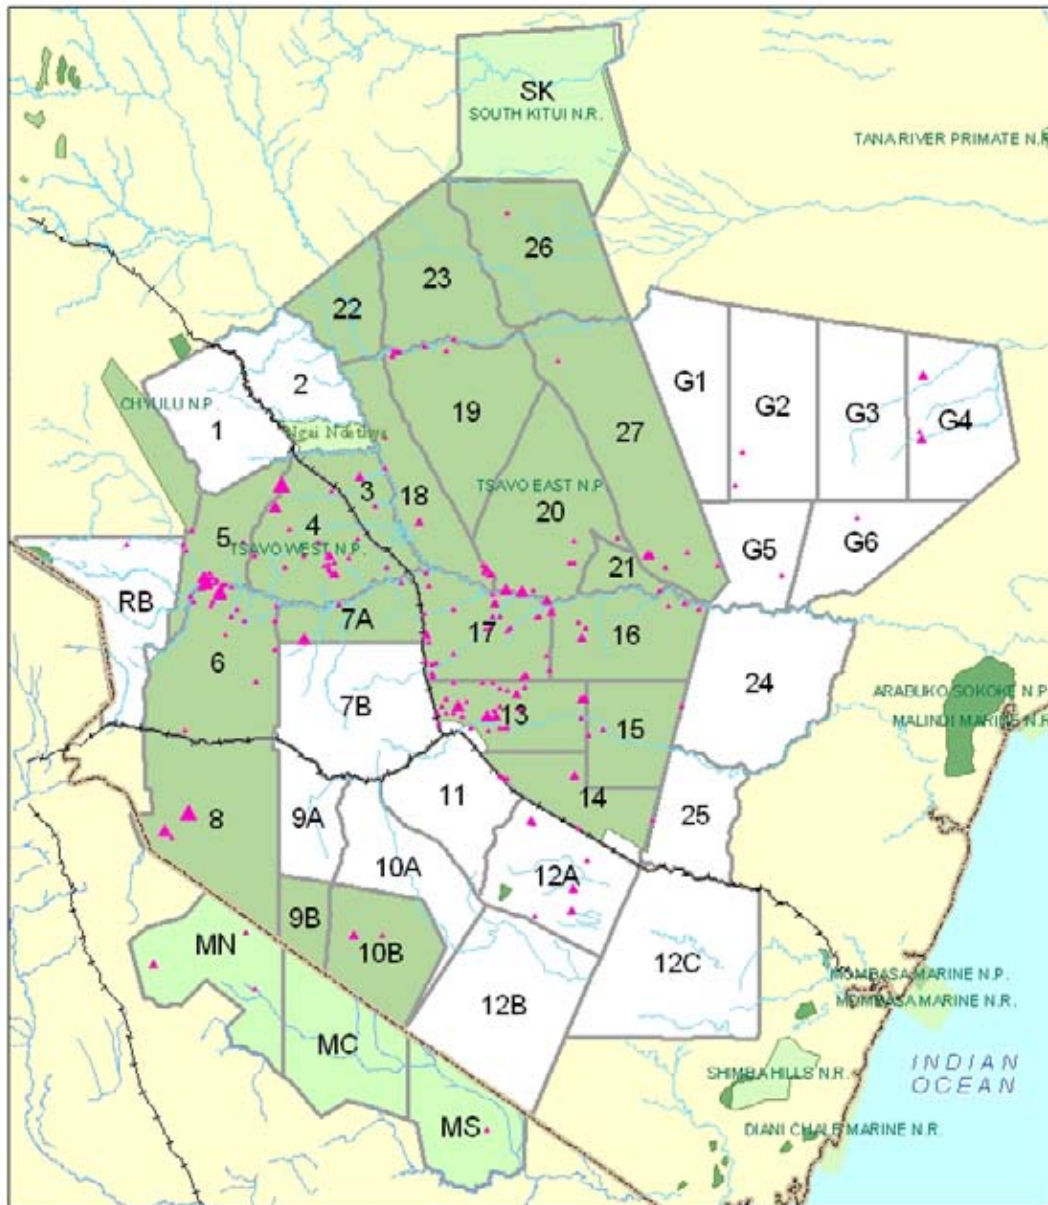 SK
SOUTH KITUI N.R.
TANA RIVER PRIMATE N.R
26
23
22
G1
G2
G3
G4
2
CHYULU N.P.
1
19
27
Ngai Ndethya
3
18
TSAVO EAST N.P.
20
5
4
TSAVO WEST N.P.
G5
G6
21
RB
7A
17
16
6
24
7B
13
15
ARABUKO SOKOKE N.P.
MALINDI MARINE N.R
11
14
25
8
9A
10A
12A
9B
10B
MN
12C
12B
MOMBASA MARINE N.P.
MOMBASA MARINE N.R.
MC
INDIAN
OCEAN
SHIMBA HILLS N.R.
MS
DIANI CHALE MARINE N.R.